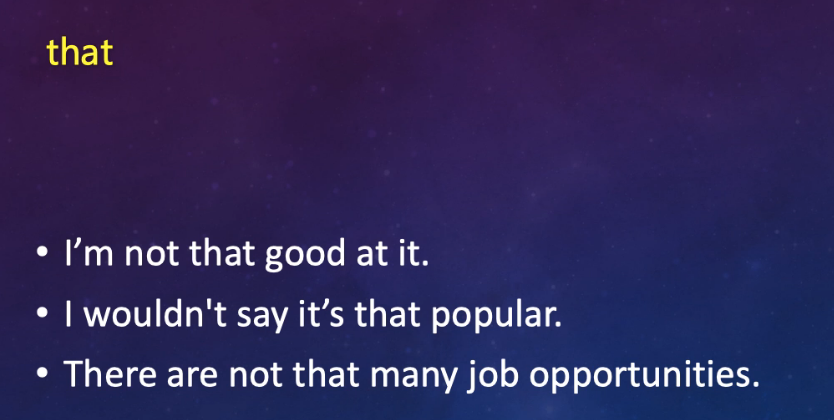 that
• I’m not that good at it.
• I wouldn't say it’s that popular.
• There are not that many job opportunities.